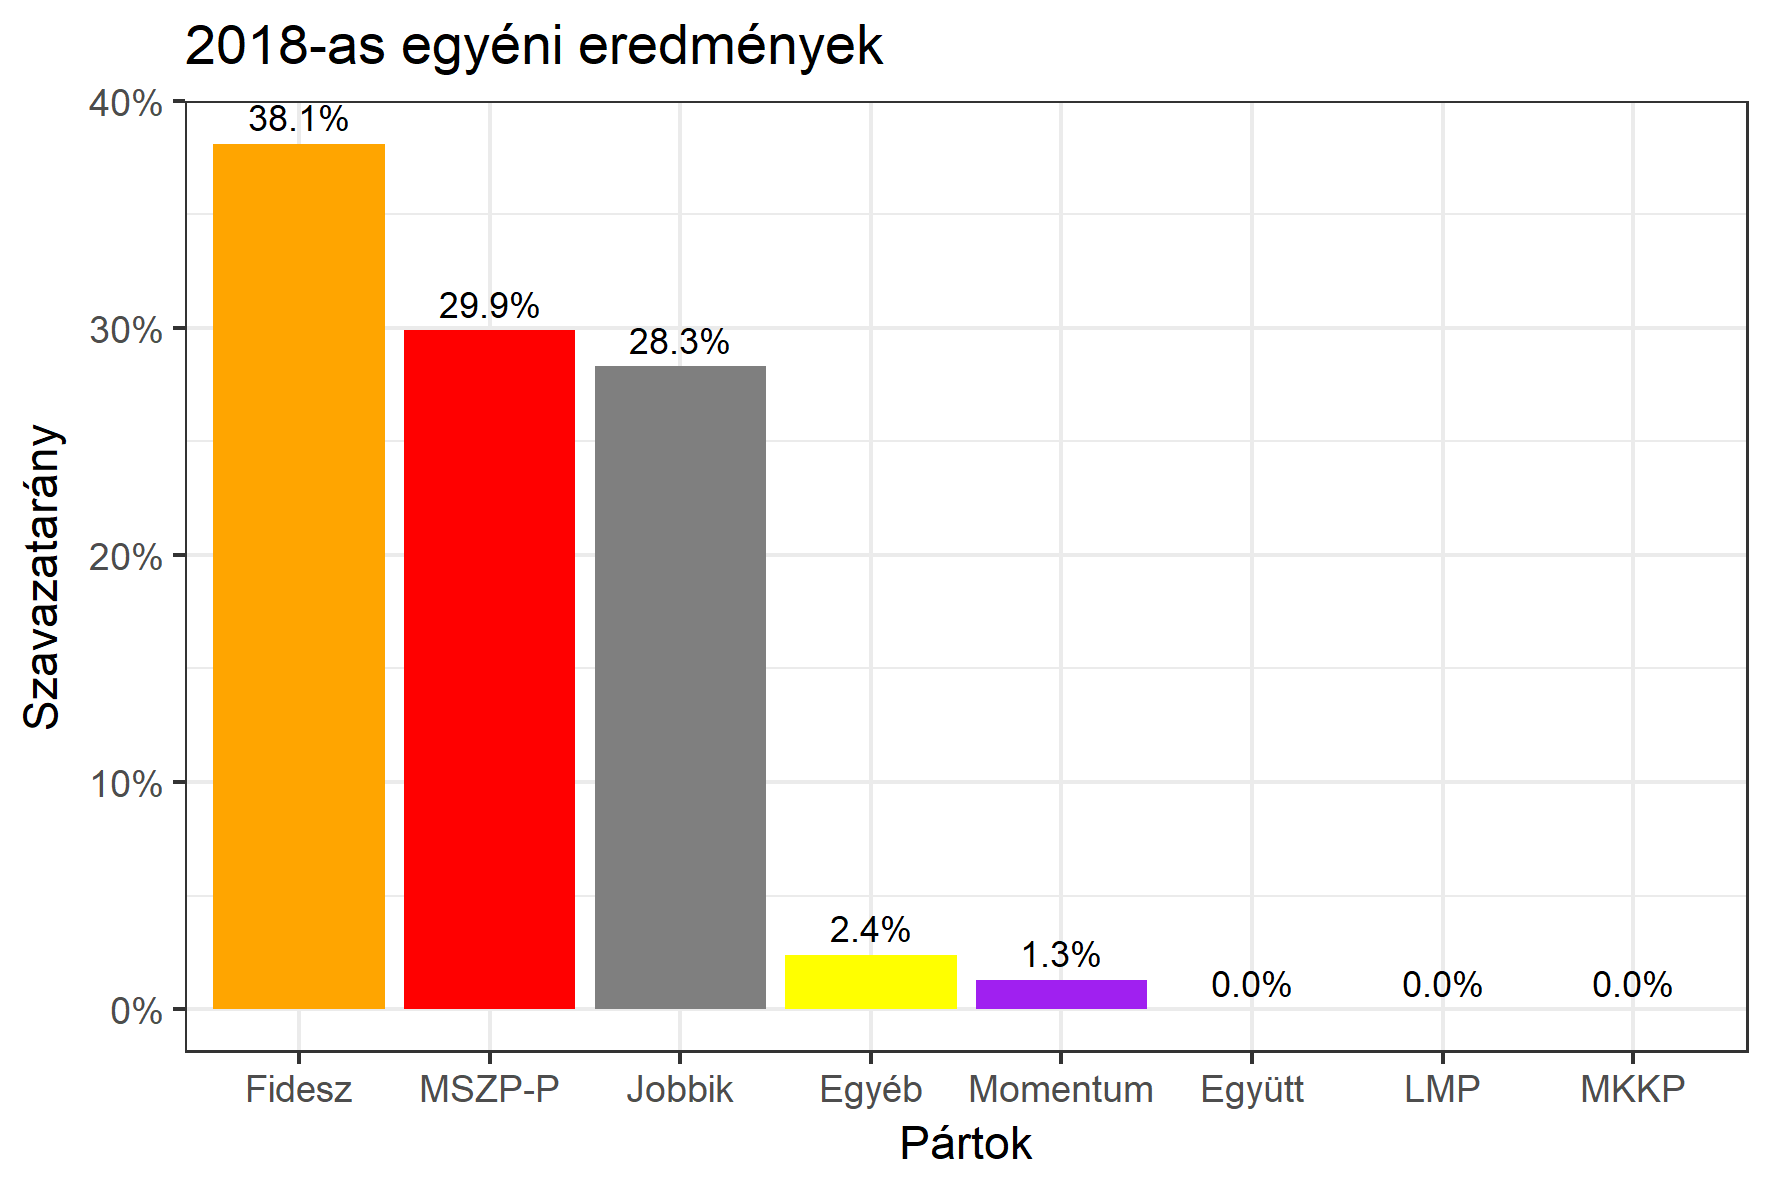 2018-as egyéni eredmények
Szavazatarány
40%
30%
20%
10%
0%
38.1%
29.9%
28.3%
2.4%
1.3%
0.0%
0.0%
0.0%
Fidesz
MSZP-P
Jobbik
Egyéb
Momentum
Együtt
LMP
MKKP
Pártok